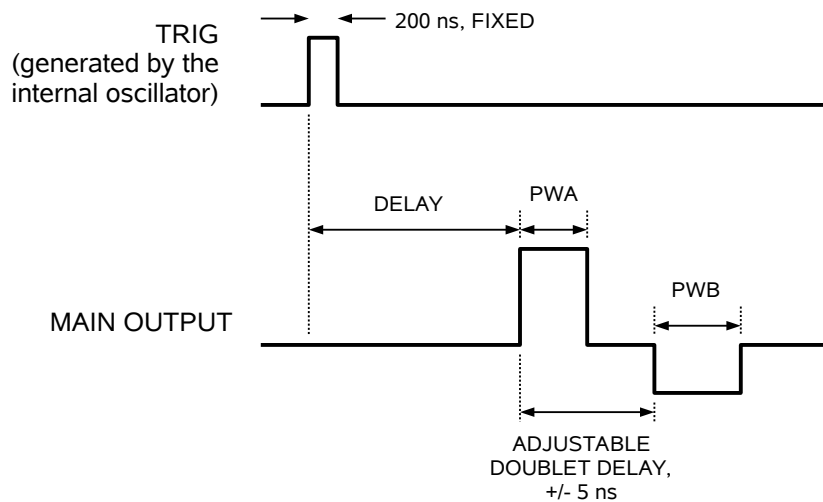 200 ns, FIXED
TRIG
(generated by the
internal oscillator)
DELAY
PWA
PWB
MAIN OUTPUT
ADJUSTABLE
DOUBLET DELAY,
+/- 5 ns